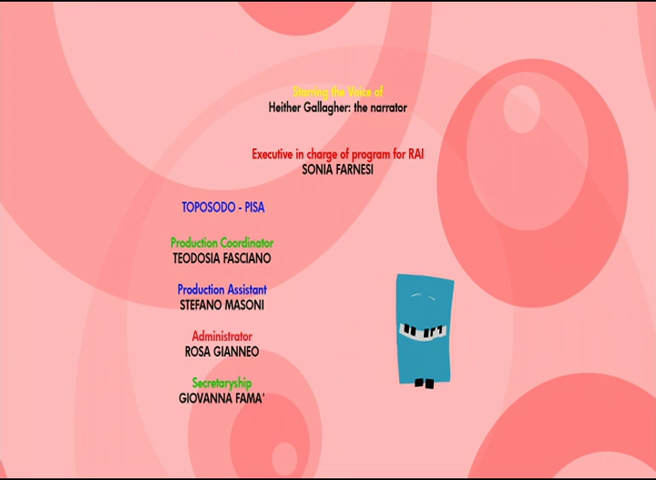 Starring the Voice of
Heither Gallagher: the narrator
Executive in charge of program for RAI
SONIA FARNESI
TOPOSODO - PISA
Production Coordinator
TEODOSIA FASCIANO
Production Assistant
STEFANO MASONI
Administrator
ROSA GIANNEO
Secretaryship
GIOVANNA FAMA'